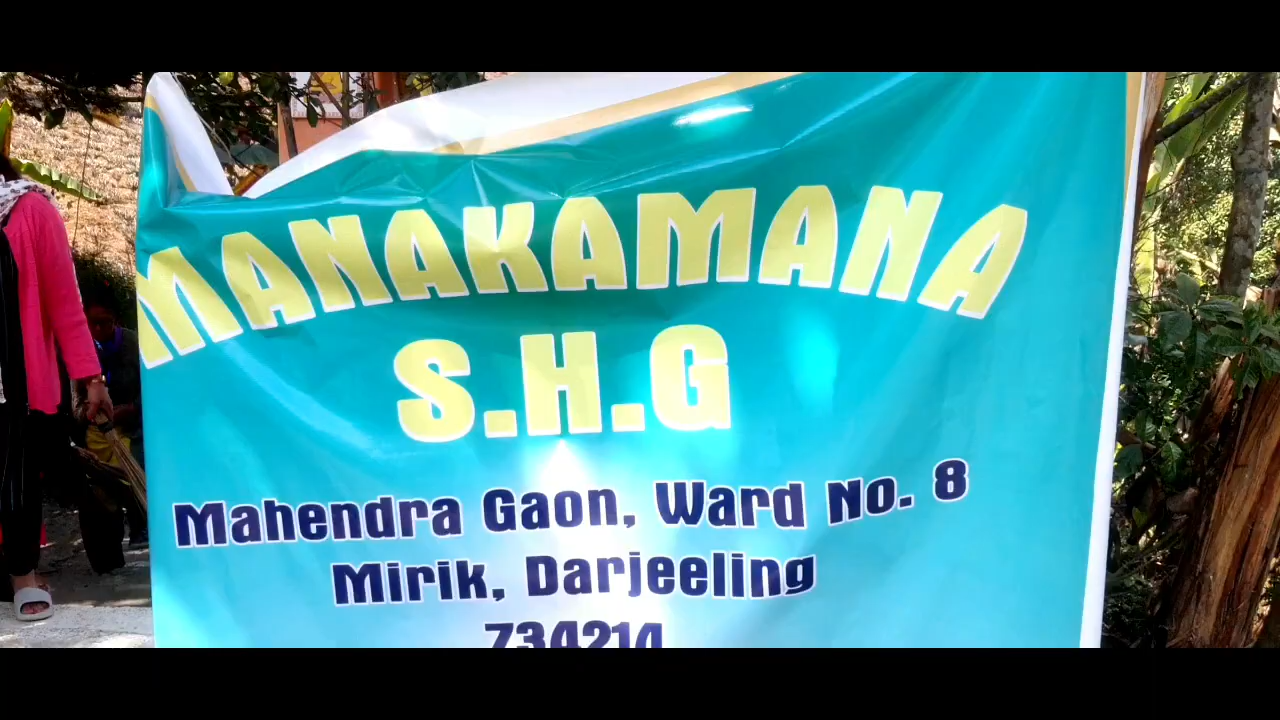 MANAKAMANA
S.H.G
Mahendra Gaon, Ward No. 8
Mirik, Darjeeling
734214